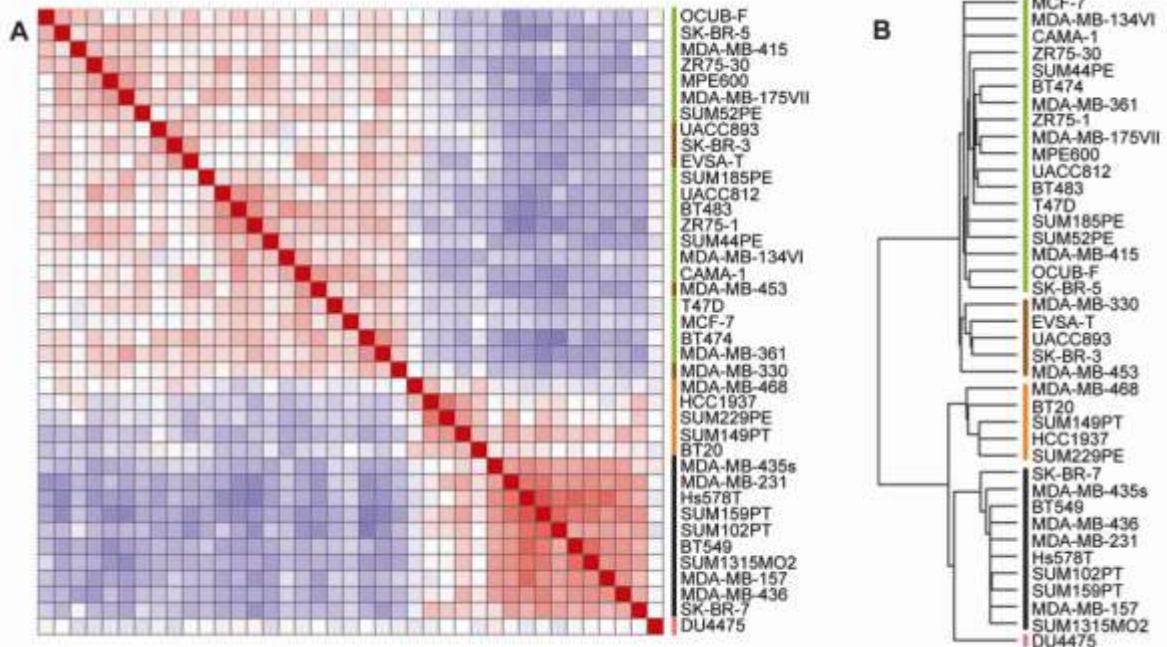 A
OCUB-F
SK-BR-5
MDA-MB-415
ZR75-30
MPE600
MDA-MB-175VII
SUM52PE
UACC893
SK-BR-3
EVSA-T
SUM185PE
UACC812
BT483
ZR75-1
SUM44PE
MDA-MB-134VI
CAMA-1
MDA-MB-453
T47D
MCF-7
BT474
MDA-MB-361
MDA-MB-330
MDA-MB-468
HCC1937
SUM229PE
SUM149PT
BT20
MDA-MB-435s
MDA-MB-231
Hs578T
SUM159PT
SUM102PT
BT549
SUM1315MO2
MDA-MB-157
MDA-MB-436
SK-BR-7
DU4475
B
MCF-7
MDA-MB-134VI
CAMA-1
ZR75-30
SUM44PE
BT474
MDA-MB-361
ZR75-1
MDA-MB-175VII
MPE600
UACC812
BT483
T47D
SUM185PE
SUM52PE
MDA-MB-415
OCUB-F
SK-BR-5
MDA-MB-330
EVSA-T
UACC893
SK-BR-3
MDA-MB-453
MDA-MB-468
BT20
SUM149PT
HCC1937
SUM229PE
SK-BR-7
MDA-MB-435s
BT549
MDA-MB-436
MDA-MB-231
Hs578T
SUM102PT
SUM159PT
MDA-MB-157
SUM1315MO2
DU4475